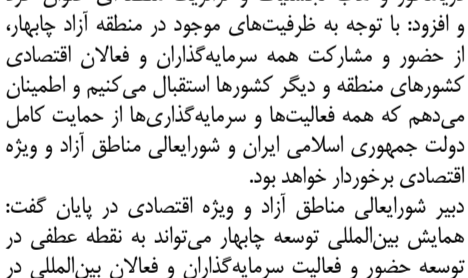 و افزود: با توجه به ظرفیت‌های موجود در منطقه آزاد چابهار،
از حضور و مشارکت همه سرمایه‌گذاران و فعالان اقتصادی
کشورهای منطقه و دیگر کشورها استقبال می‌کنیم و اطمینان
می‌دهم که همه فعالیت‌ها و سرمایه‌گذاری‌ها از حمایت کامل
دولت جمهوری اسلامی ایران و شورایعالی مناطق آزاد و ویژه
اقتصادی برخوردار خواهد بود.
دبیر شورایعالی مناطق آزاد و ویژه اقتصادی در پایان گفت:
همایش بین‌المللی توسعه چابهار می‌تواند به نقطه عطفی در
توسعه حضور و فعالیت سرمایه‌گذاران و فعالان بین‌المللی در